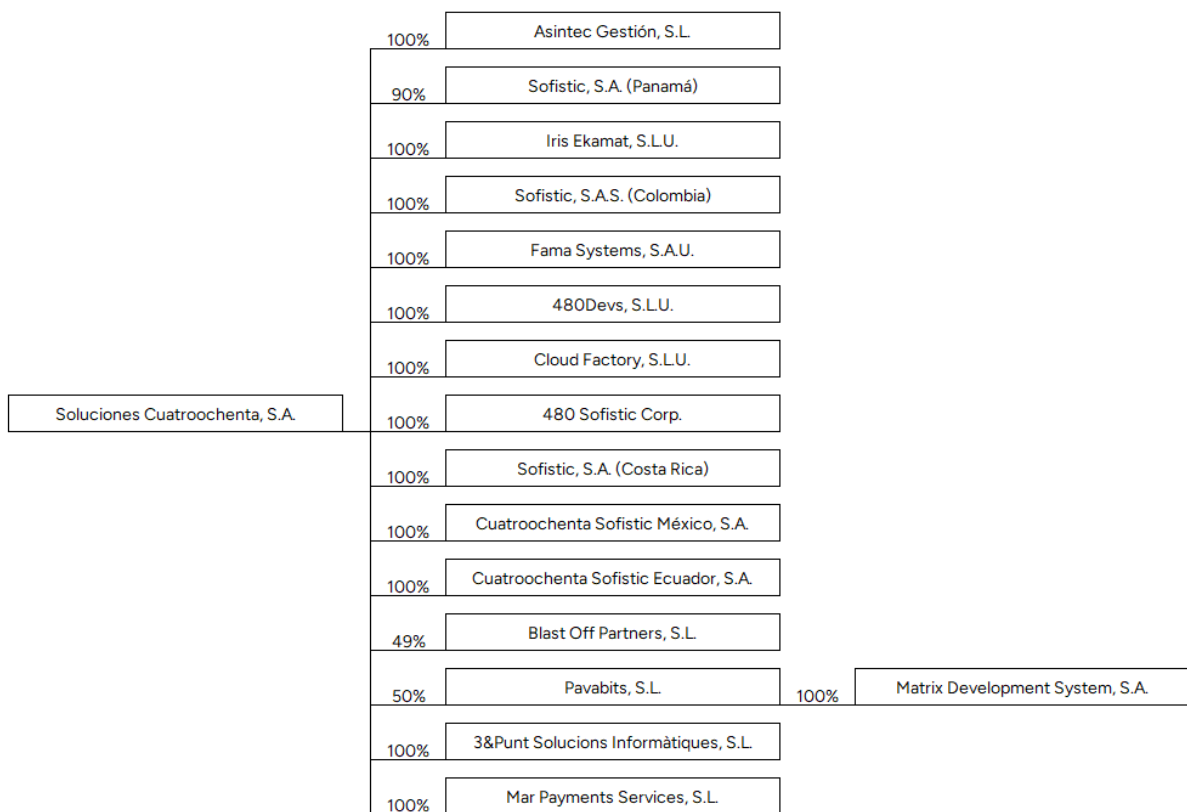 Asintec Gestión, S.L.
100%
Sofistic, S.A. (Panamá)
90%
Iris Ekamat, S.L.U.
100%
Sofistic, S.A.S. (Colombia)
100%
Fama Systems, S.A.U.
100%
480Devs, S.L.U.
100%
Cloud Factory, S.L.U.
100%
Soluciones Cuatroochenta, S.A.
480 Sofistic Corp.
100%
Sofistic, S.A. (Costa Rica)
100%
Cuatroochenta Sofistic México, S.A.
100%
Cuatroochenta Sofistic Ecuador, S.A.
100%
Blast Off Partners, S.L.
49%
Pavabits, S.L.
50%
Matrix Development System, S.A.
100%
3&Punt Solucions Informàtiques, S.L.
100%
Mar Payments Services, S.L.
100%